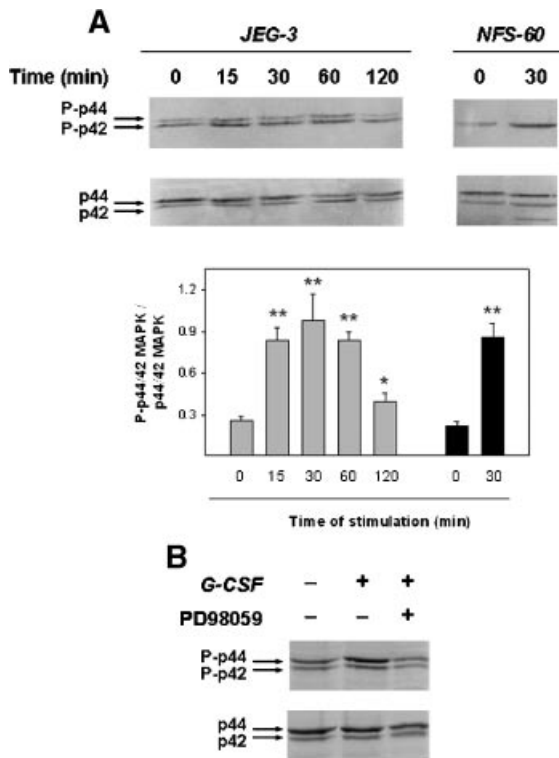 A
JEG-3 NFS-60
Time (min) 0 15 30 60 120 0 30
P-p44
P-p42
p44
p42
P-p44/42 MAPK /
p44/42 MAPK
1.2
0.9
0.6
0.3
** ** ** * **
0 15 30 60 120 0 30
Time of stimulation (min)
B
G-CSF – + +
PD98059 – – +
P-p44
P-p42
p44
p42